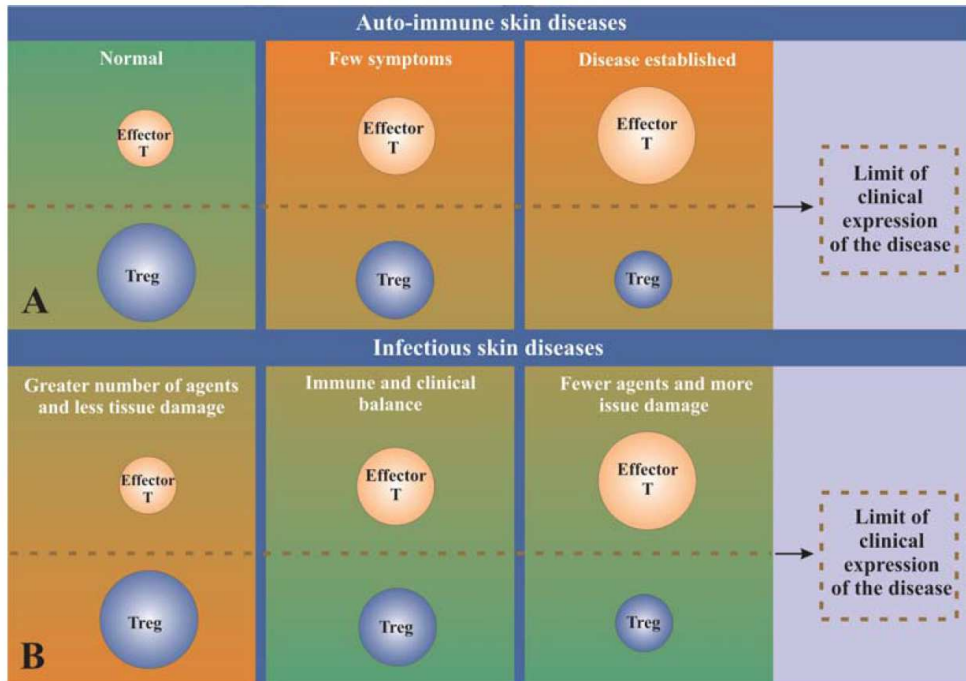 Auto-immune skin diseases
Normal
Few symptoms
Disease established
Effector
T
Effector
T
Effector
T
Treg
Treg
Treg
Limit of
clinical
expression
of the disease
A
Infectious skin diseases
Greater number of agents
and less tissue damage
Immune and clinical
balance
Fewer agents and more
issue damage
Effector
T
Effector
T
Effector
T
Treg
Treg
Treg
Limit of
clinical
expression
of the disease
B